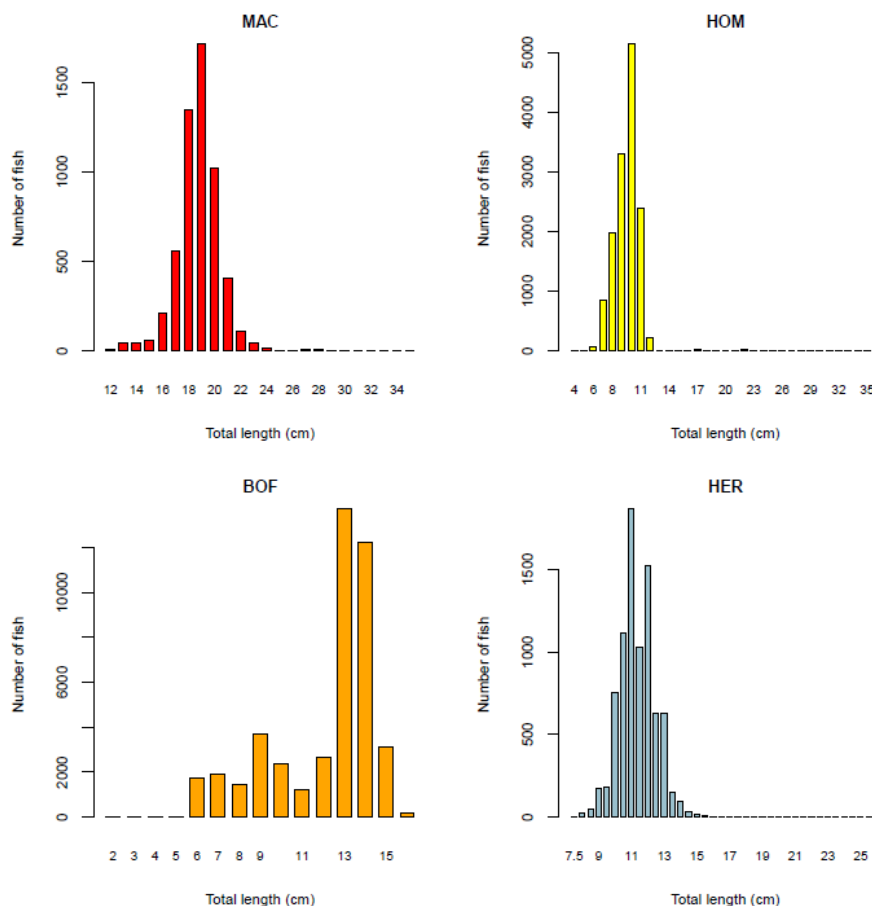 MAC
Number of fish
0 500 1000 1500
12 14 16 18 20 22 24 26 28 30 32 34
Total length (cm)
HOM
Number of fish
0 1000 2000 3000 4000 5000
4 6 8 11 14 17 20 23 26 29 32 35
Total length (cm)
BOF
Number of fish
0 2000 6000 10000
2 3 4 5 6 7 8 9 11 13 15
Total length (cm)
HER
Number of fish
0 500 1000 1500
7.5 9 11 13 15 17 19 21 23 25
Total length (cm)